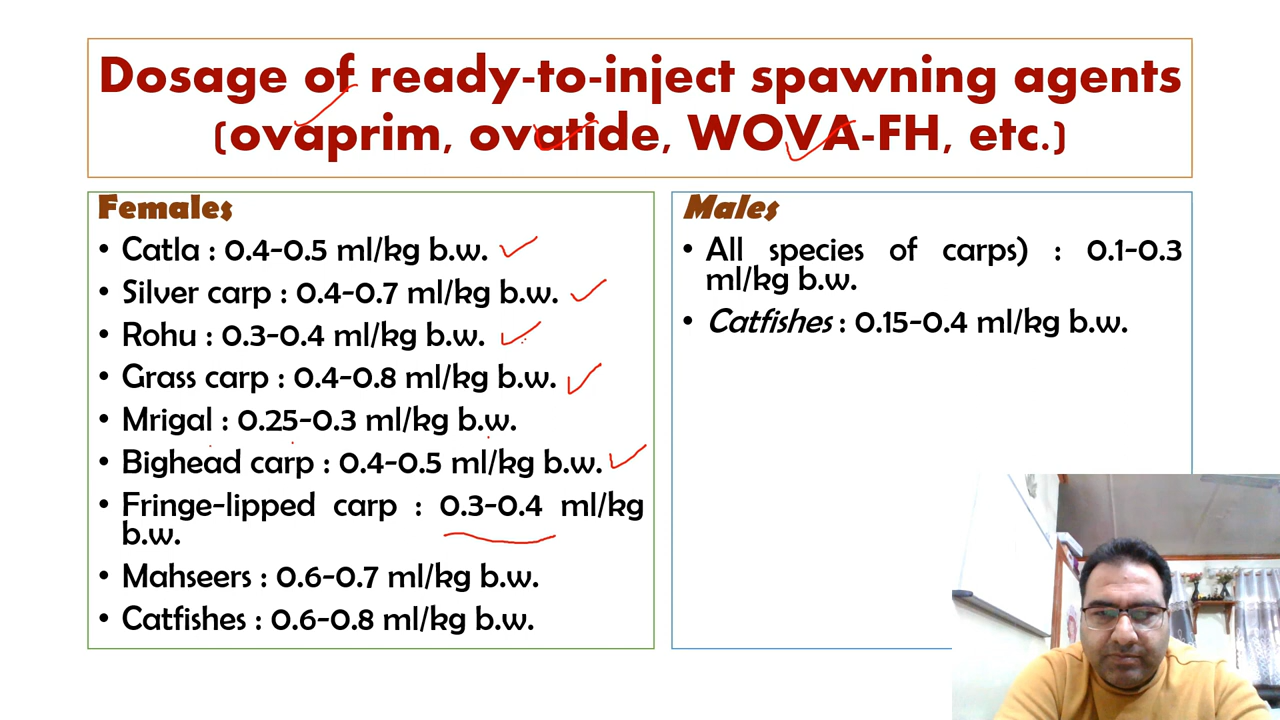 Dosage of ready-to-inject spawning agents
(ovaprim, ovatide, WOVA-FH, etc.)
Females
• Catla : 0.4-0.5 ml/kg b.w.
• Silver carp : 0.4-0.7 ml/kg b.w.
• Rohu : 0.3-0.4 ml/kg b.w.
• Grass carp : 0.4-0.8 ml/kg b.w.
• Mrigal : 0.25-0.3 ml/kg b.w.
• Bighead carp : 0.4-0.5 ml/kg b.w.
• Fringe-lipped carp : 0.3-0.4 ml/kg
b.w.
• Mahseers : 0.6-0.7 ml/kg b.w.
• Catfishes : 0.6-0.8 ml/kg b.w.
Males
• All species of carps) : 0.1-0.3
ml/kg b.w.
• Catfishes : 0.15-0.4 ml/kg b.w.